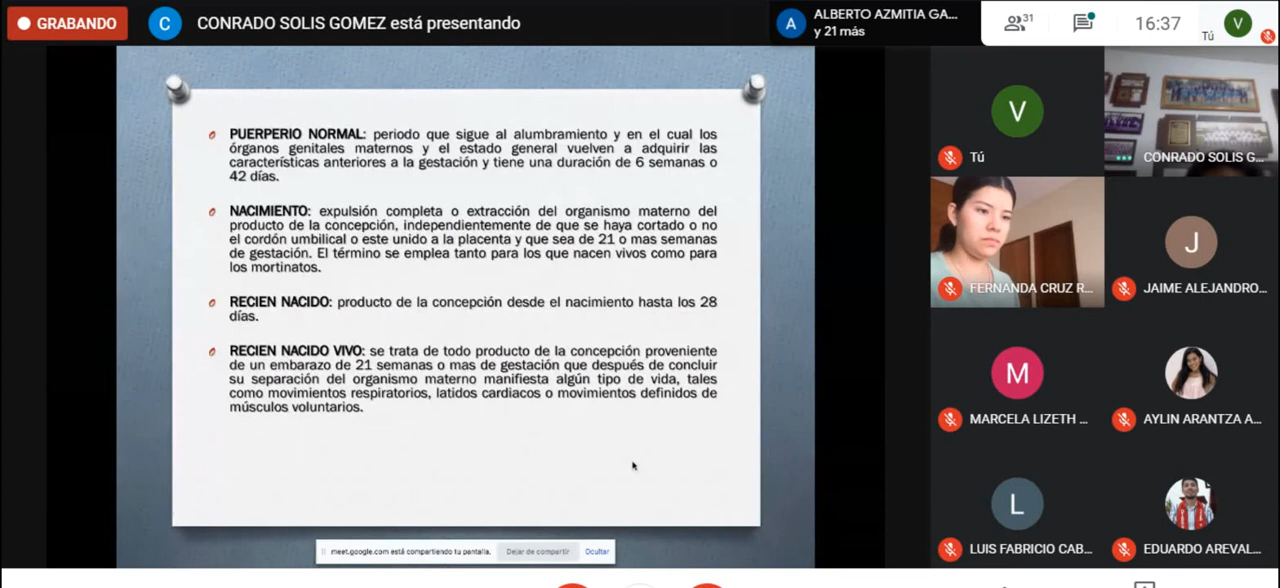 GRABANDO
C
CONRADO SOLIS GOMEZ está presentando
A
ALBERTO AZMITIA GA...
y 21 más
31
16:37
Tú
V
PUERPERIO NORMAL: periodo que sigue al alumbramiento y en el cual los
órganos genitales maternos y el estado general vuelven a adquirir las
características anteriores a la gestación y tiene una duración de 6 semanas o
42 días.
NACIMIENTO: expulsión completa o extracción del organismo materno del
producto de la concepción, independientemente de que se haya cortado o no
el cordón umbilical o este unido a la placenta y que sea de 21 o mas semanas
de gestación. El término se emplea tanto para los que nacen vivos como para
los mortinatos.
RECIEN NACIDO: producto de la concepción desde el nacimiento hasta los 28
días.
RECIEN NACIDO VIVO: se trata de todo producto de la concepción proveniente
de un embarazo de 21 semanas o más de gestación que después de concluir
su separación del organismo materno manifiesta algún tipo de vida, tales
como movimientos respiratorios, latidos cardiacos o movimientos definidos de
músculos voluntarios.
meet.google.com está compartiendo tu pantalla.
Dejar de compartir
Ocultar
V
Tú
CONRADO SOLIS G...
FERNANDA CRUZ R...
J
JAIME ALEJANDRO...
M
MARCELA LIZETH ...
AYLIN ARANTZA A...
L
LUIS FABRICIO CAB...
EDUARDO AREVAL...